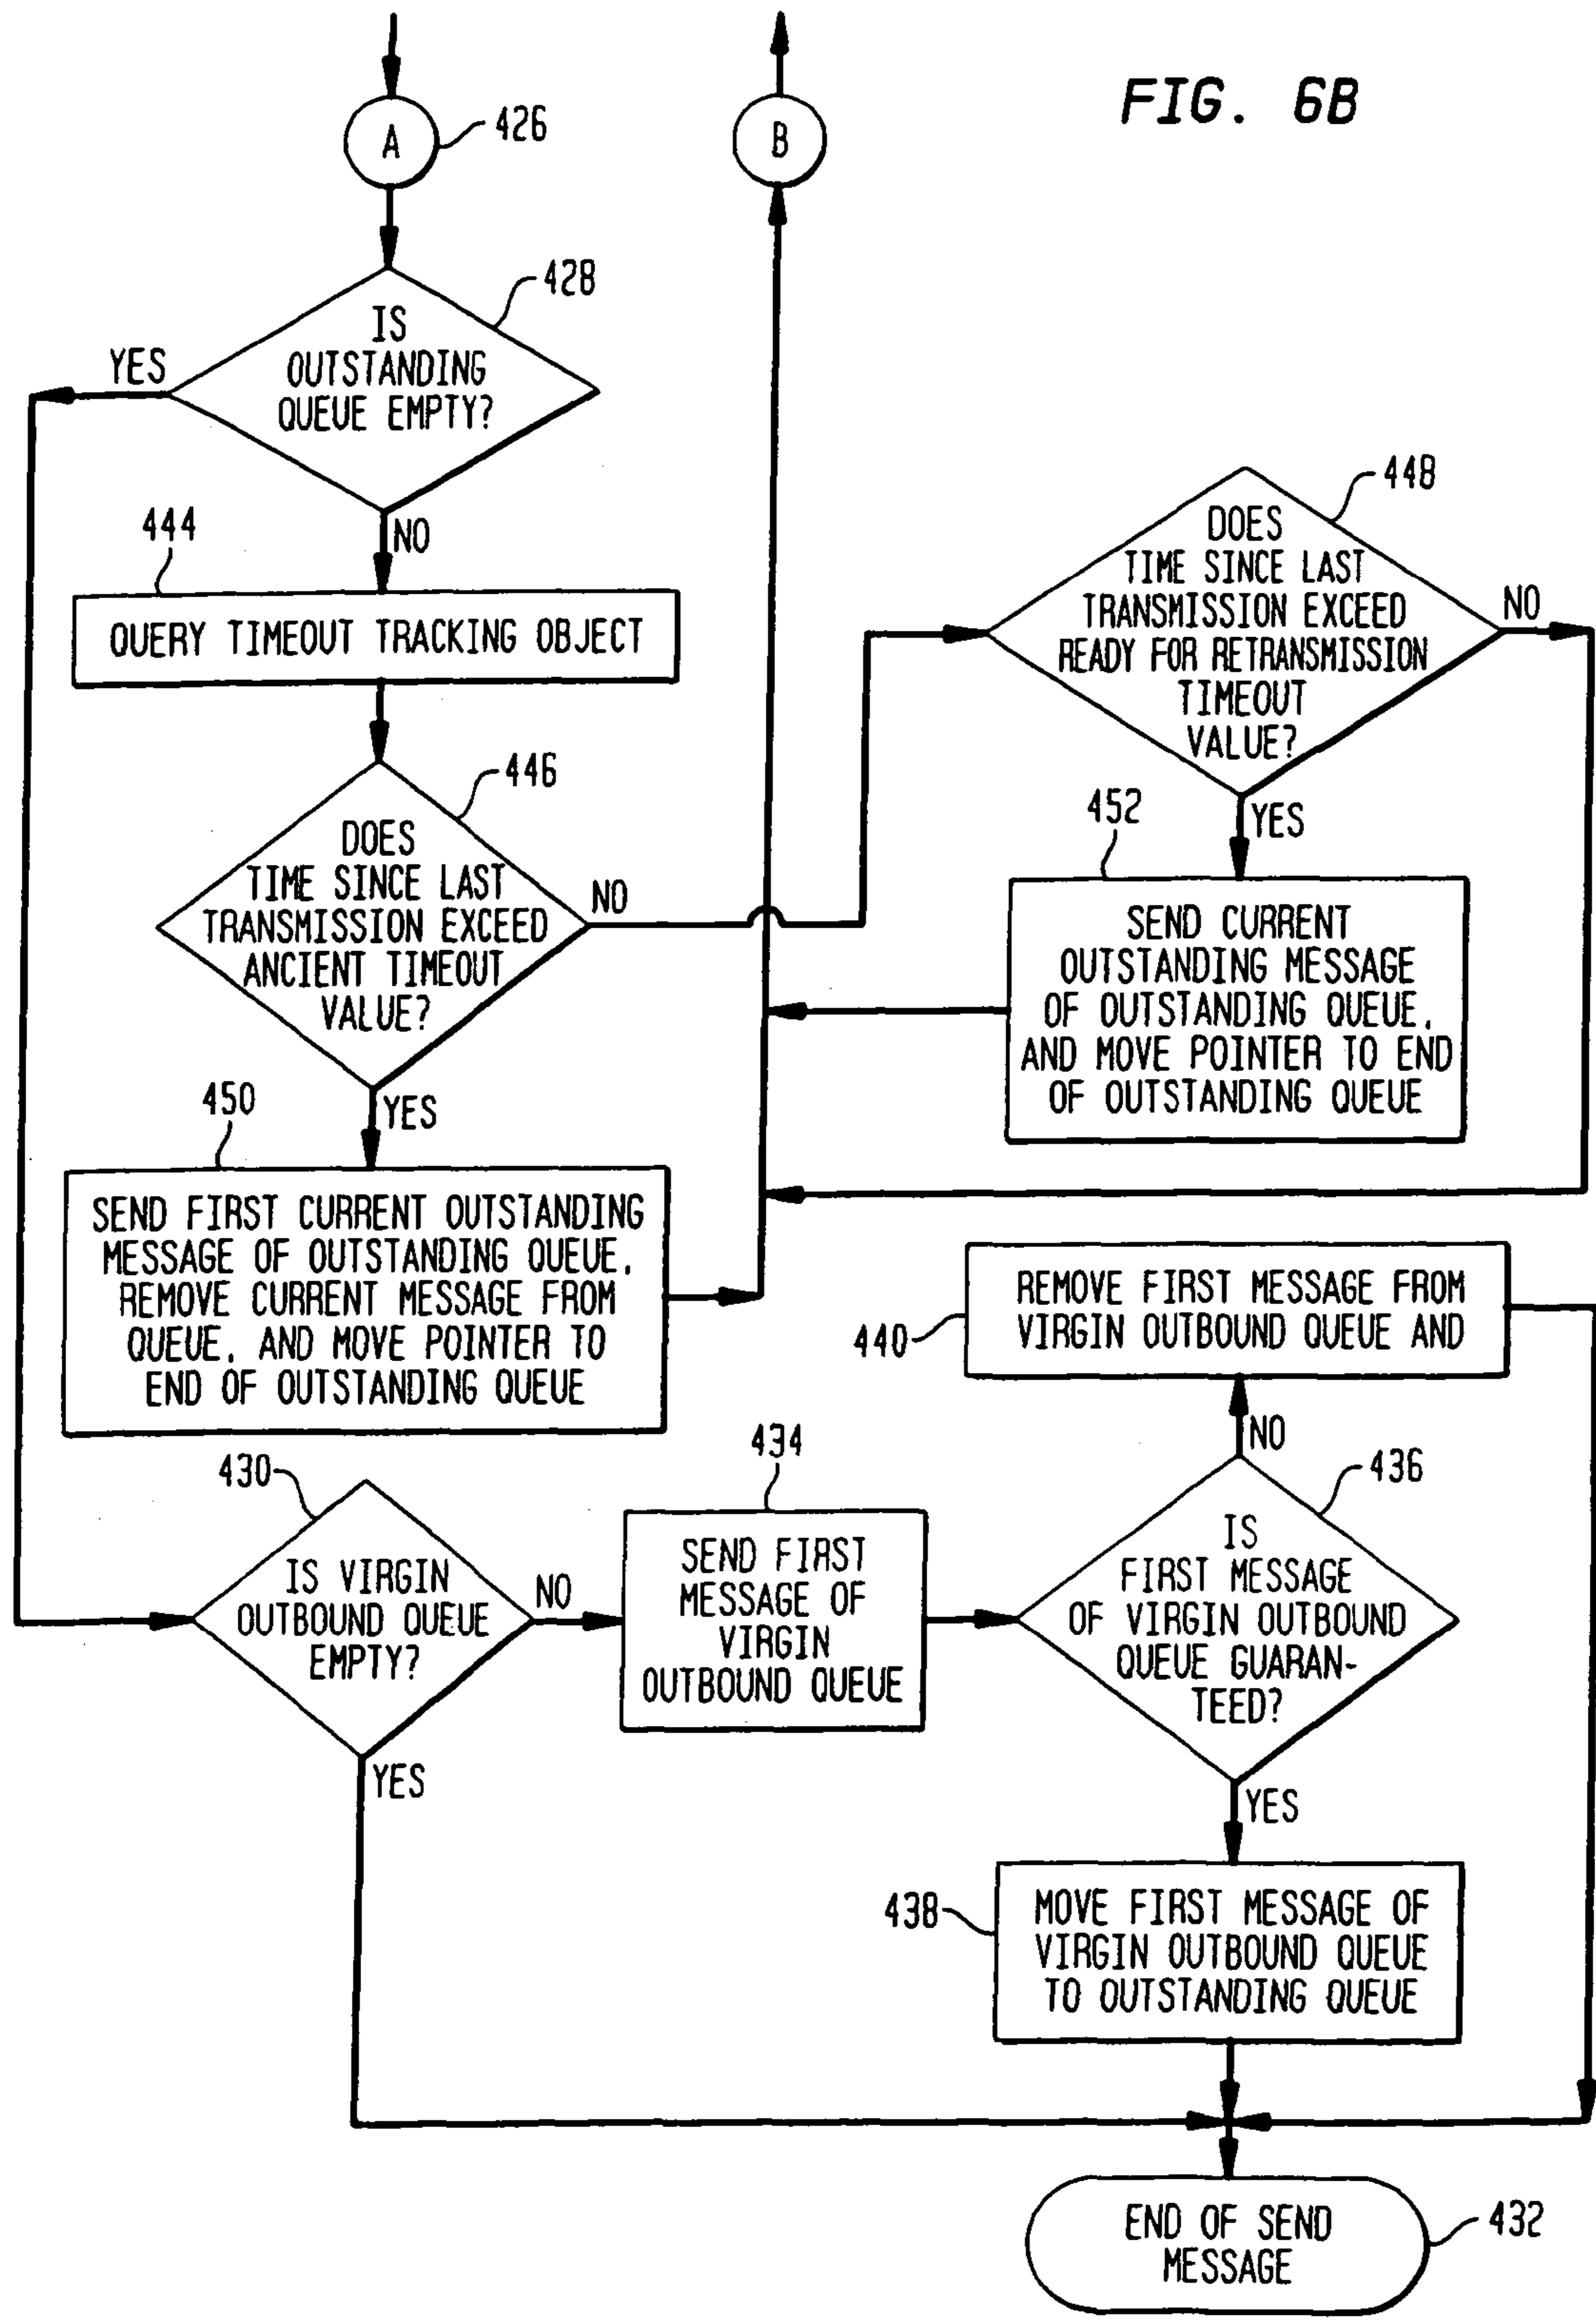 FIG. 6B
A
426
B
428
IS
OUTSTANDING
QUEUE EMPTY?
YES
NO
444
QUERY TIMEOUT TRACKING OBJECT
446
DOES
TIME SINCE LAST
TRANSMISSION EXCEED
ANCIENT TIMEOUT
VALUE?
NO
YES
448
DOES
TIME SINCE LAST
TRANSMISSION EXCEED
READY FOR RETRANSMISSION
TIMEOUT
VALUE?
NO
YES
452
SEND CURRENT
OUTSTANDING MESSAGE
OF OUTSTANDING QUEUE,
AND MOVE POINTER TO END
OF OUTSTANDING QUEUE
450
SEND FIRST CURRENT OUTSTANDING
MESSAGE OF OUTSTANDING QUEUE,
REMOVE CURRENT MESSAGE FROM
QUEUE, AND MOVE POINTER TO
END OF OUTSTANDING QUEUE
440
REMOVE FIRST MESSAGE FROM
VIRGIN OUTBOUND QUEUE AND
NO
430
IS VIRGIN
OUTBOUND QUEUE
EMPTY?
NO
YES
434
SEND FIRST
MESSAGE OF
VIRGIN
OUTBOUND QUEUE
436
IS
FIRST MESSAGE
OF VIRGIN OUTBOUND
QUEUE GUARAN-
TEED?
YES
438
MOVE FIRST MESSAGE OF
VIRGIN OUTBOUND QUEUE
TO OUTSTANDING QUEUE
END OF SEND
MESSAGE
432